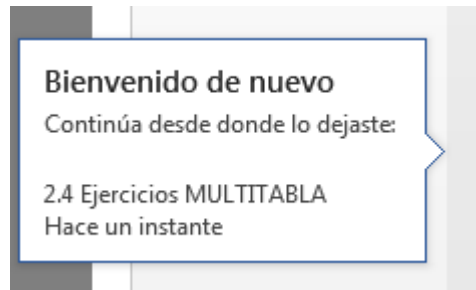 Bienvenido de nuevo
Continúa desde donde lo dejaste:
2.4 Ejercicios MULTITABLA
Hace un instante